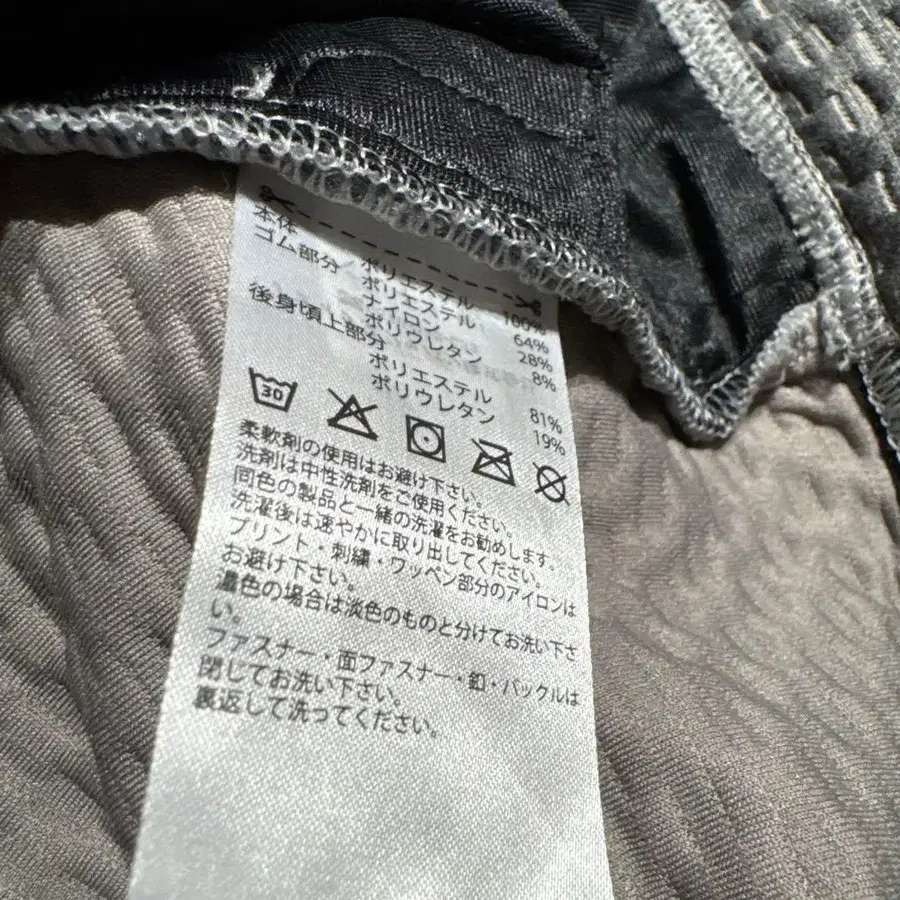 本体
ポリエステル 100%
ゴム部分/ ポリエステル 64%
ナイロン 28%
ポリウレタン 8%
後身頃上部分
ポリエステル 81%
ポリウレタン 19%
30
柔軟剤の使用はお避け下さい。
洗剤は中性洗剤をご使用ください。
同色の製品と一緒の洗濯をお勧めします。
洗濯後は速やかに取り出してください。
プリント・刺繍・ワッペン部分のアイロンは
お避け下さい。
濃色の場合は淡色のものと分けてお洗い下さ
い。
ファスナー・面ファスナー・釦・バックルは
閉じてお洗い下さい。
裏返して洗ってください。